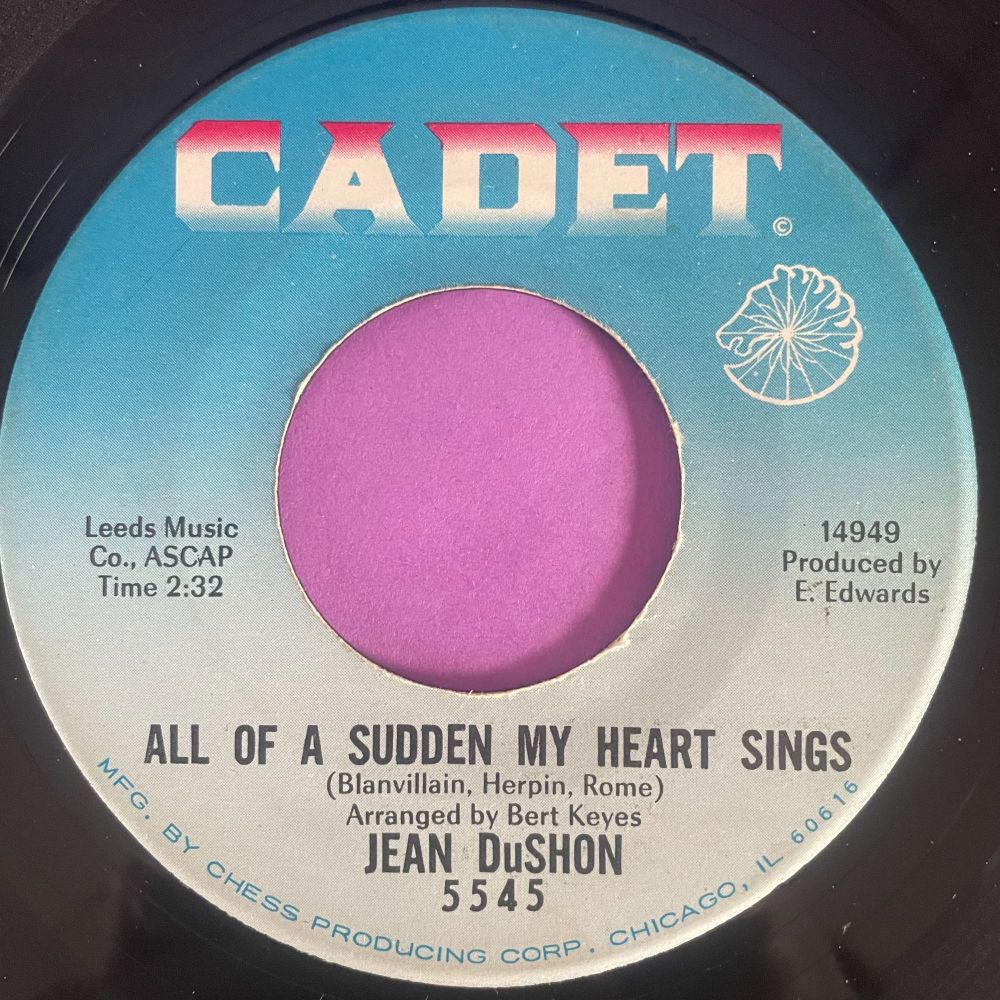 CADET
©
Leeds Music
Co., ASCAP
Time 2:32
14949
Produced by
E. Edwards
ALL OF A SUDDEN MY HEART SINGS
(Blanvillain, Herpin, Rome)
Arranged by Bert Keyes
JEAN DuSHON
5545
MFG. BY CHESS PRODUCING CORP., CHICAGO, IL 60616